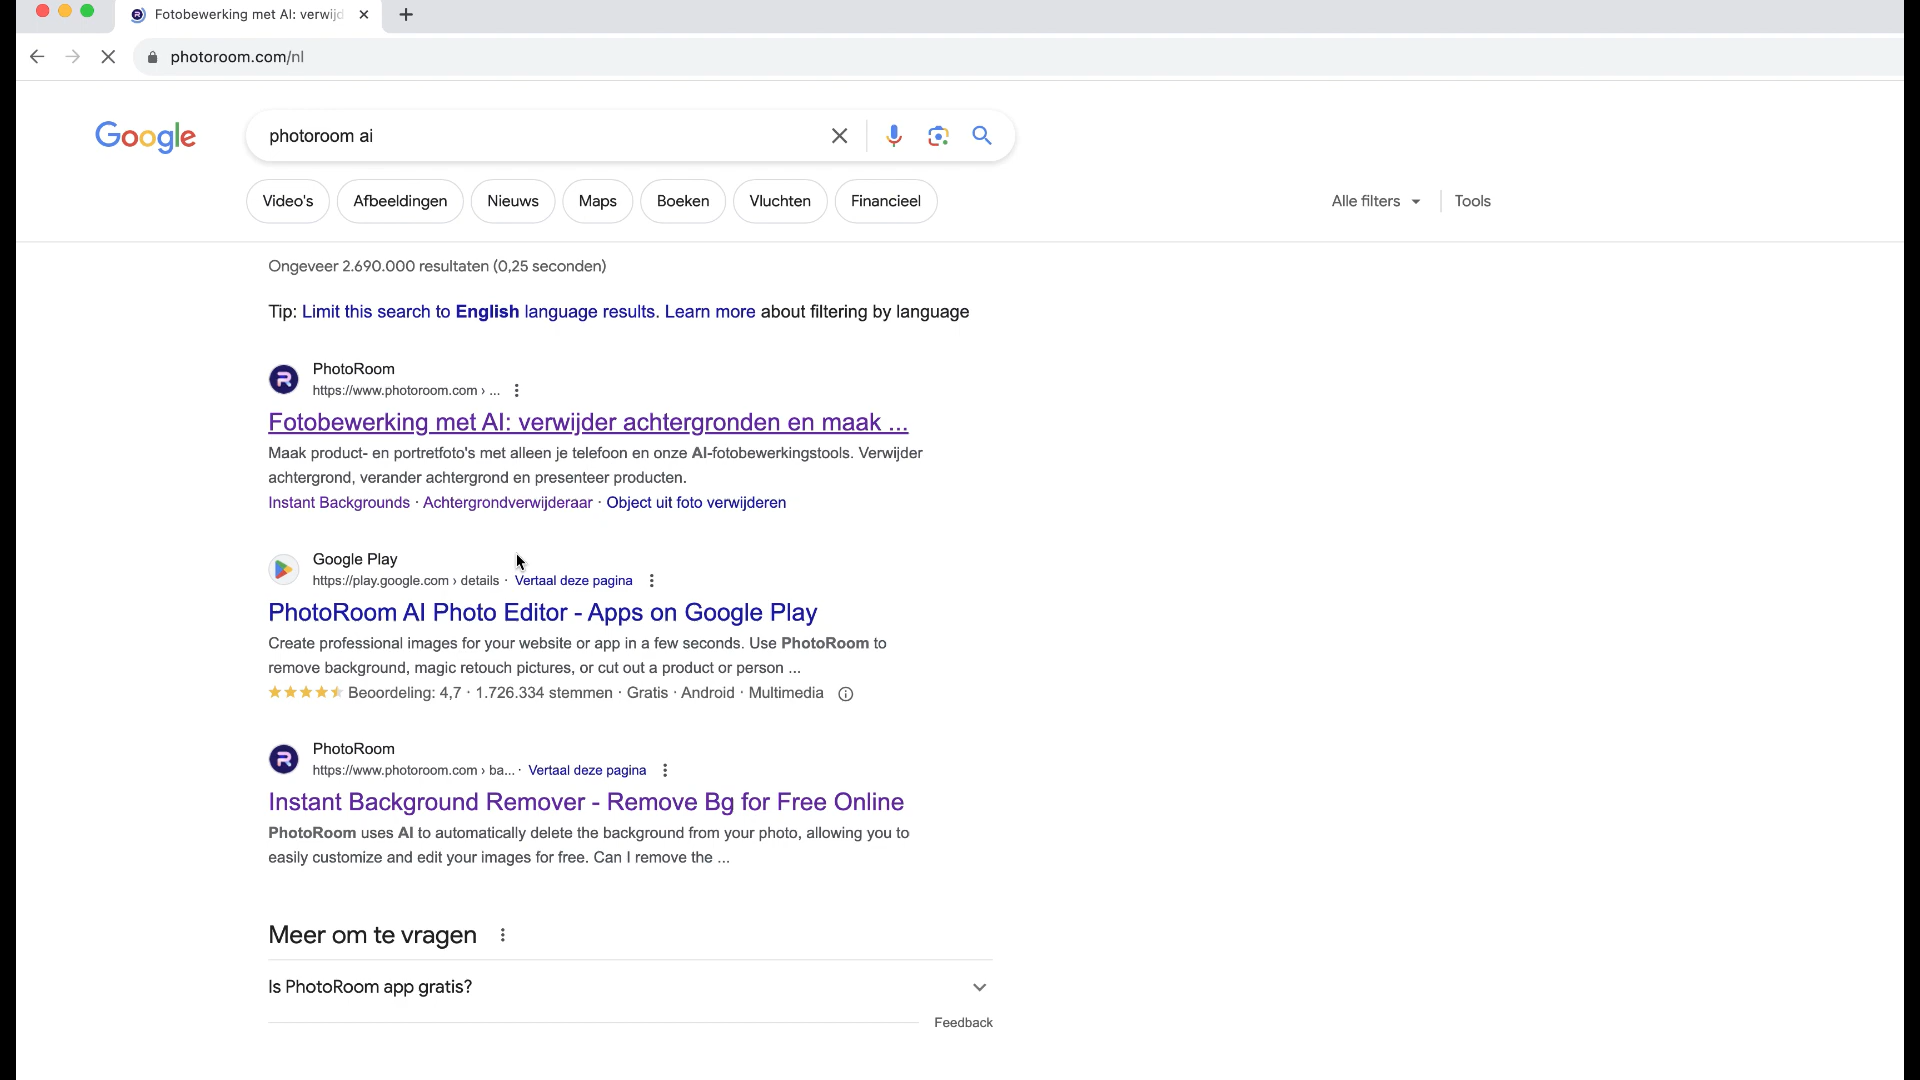 Fotobewerking met AI: verwijd
photoroom.com/nl
Google
photoroom ai
Video's
Afbeeldingen
Nieuws
Maps
Boeken
Vluchten
Financieel
Alle filters
Tools
Ongeveer 2.690.000 resultaten (0,25 seconden)
Tip: Limit this search to English language results. Learn more about filtering by language
PhotoRoom
https://www.photoroom.com › ...
Fotobewerking met AI: verwijder achtergronden en maak ...
Maak product- en portretfoto's met alleen je telefoon en onze AI-fotobewerkingstools. Verwijder
achtergrond, verander achtergrond en presenteer producten.
Instant Backgrounds · Achtergrondverwijderaar · Object uit foto verwijderen
Google Play
https://play.google.com › details · Vertaal deze pagina
PhotoRoom AI Photo Editor - Apps on Google Play
Create professional images for your website or app in a few seconds. Use PhotoRoom to
remove background, magic retouch pictures, or cut out a product or person ...
Beoordeling: 4,7 · 1.726.334 stemmen · Gratis · Android · Multimedia
PhotoRoom
https://www.photoroom.com › ba... · Vertaal deze pagina
Instant Background Remover - Remove Bg for Free Online
PhotoRoom uses AI to automatically delete the background from your photo, allowing you to
easily customize and edit your images for free. Can I remove the ...
Meer om te vragen
Is PhotoRoom app gratis?
Feedback